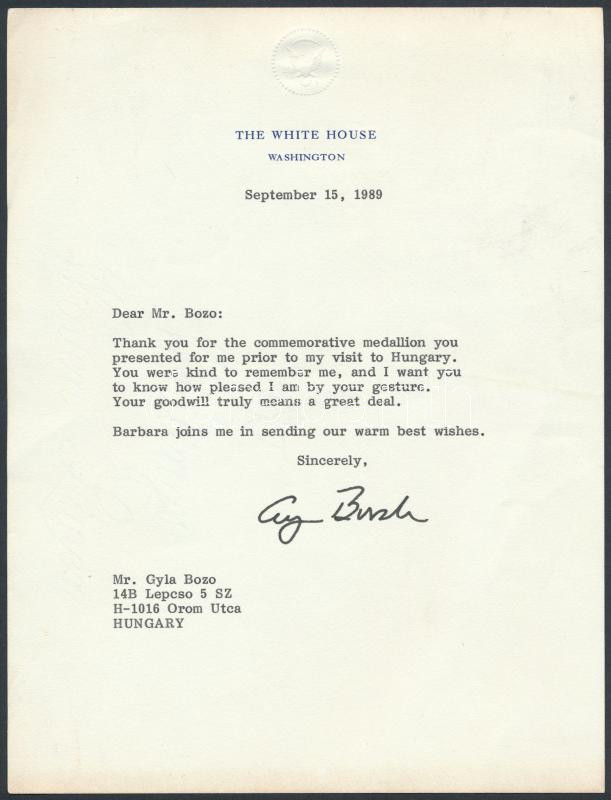 THE WHITE HOUSE
WASHINGTON
September 15, 1989
Dear Mr. Bozo:
Thank you for the commemorative medallion you
presented for me prior to my visit to Hungary.
You were kind to remember me, and I want you
to know how pleased I am by your gesture.
Your goodwill truly means a great deal.
Barbara joins me in sending our warm best wishes.
Sincerely,
Bush
Mr. Gyla Bozo
14B Lepcso 5 SZ
H-1016 Orom Utca
HUNGARY